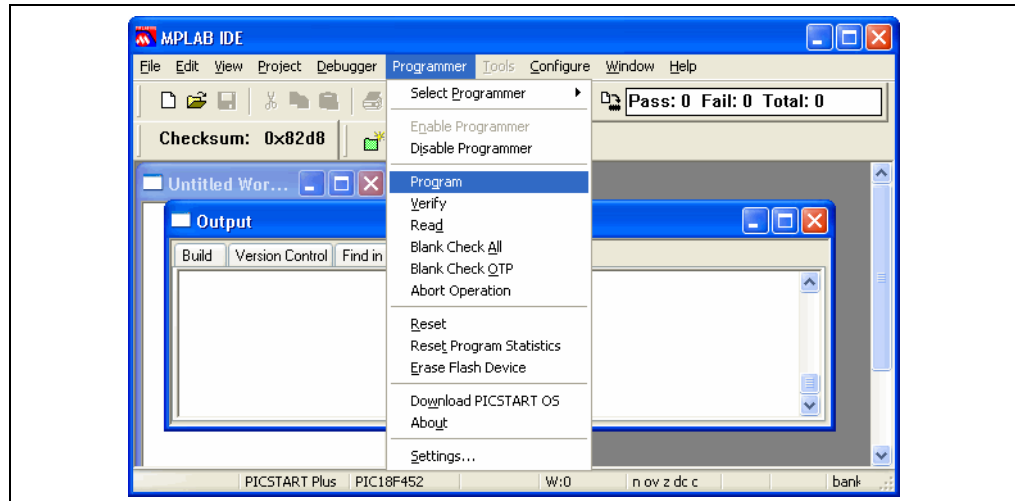 MPLAB IDE
File Edit View Project Debugger Programmer Tools Configure Window Help
Select Programmer
Pass: 0 Fail: 0 Total: 0
Checksum: 0x82d8
Enable Programmer
Disable Programmer
Untitled Wor...
Program
Verify
Output
Read
Build Version Control Find in
Blank Check All
Blank Check OTP
Abort Operation
Reset
Reset Program Statistics
Erase Flash Device
Download PICSTART OS
About
Settings...
PICSTART Plus PIC18F452 W:0 n ov z dc c bank